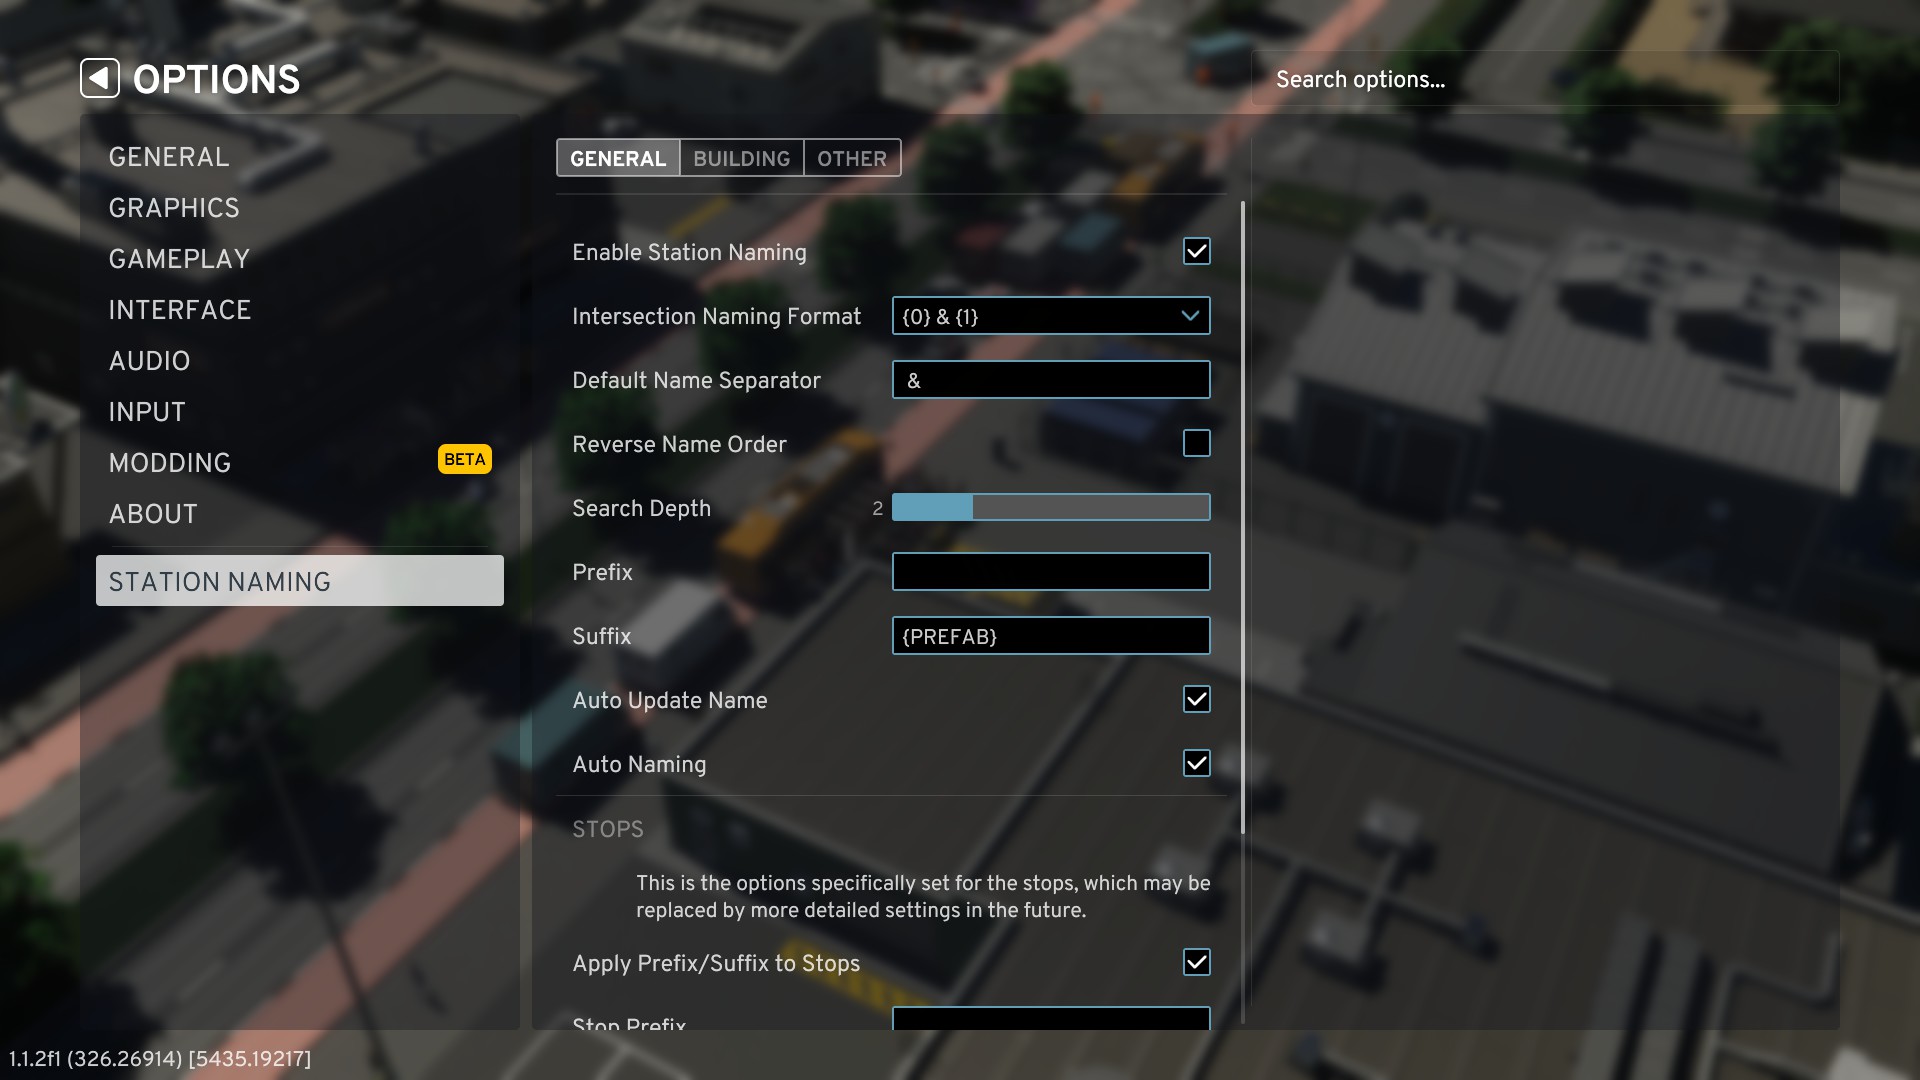 OPTIONS
Search options...
GENERAL
GRAPHICS
GAMEPLAY
INTERFACE
AUDIO
INPUT
MODDING
BETA
ABOUT
STATION NAMING
GENERAL BUILDING OTHER
Enable Station Naming
Intersection Naming Format {0} & {1}
Default Name Separator &
Reverse Name Order
Search Depth 2
Prefix
Suffix {PREFAB}
Auto Update Name
Auto Naming
STOPS
This is the options specifically set for the stops, which may be
replaced by more detailed settings in the future.
Apply Prefix/Suffix to Stops
Stop Prefix
1.1.2f1 (326.26914) [5435.19217]